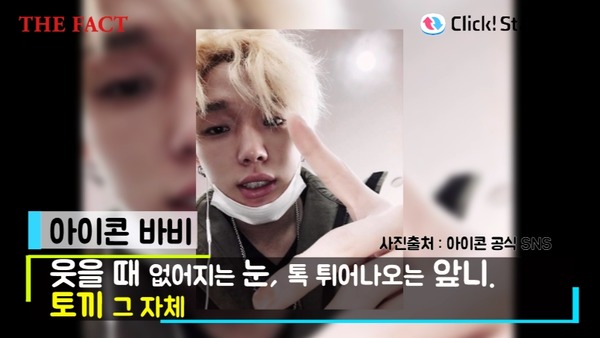 THE FACT
Click! St
아이콘 바비
사진출처 : 아이콘 공식 SNS
웃을 때 없어지는 눈, 톡 튀어나오는 앞니.
토끼 그 자체